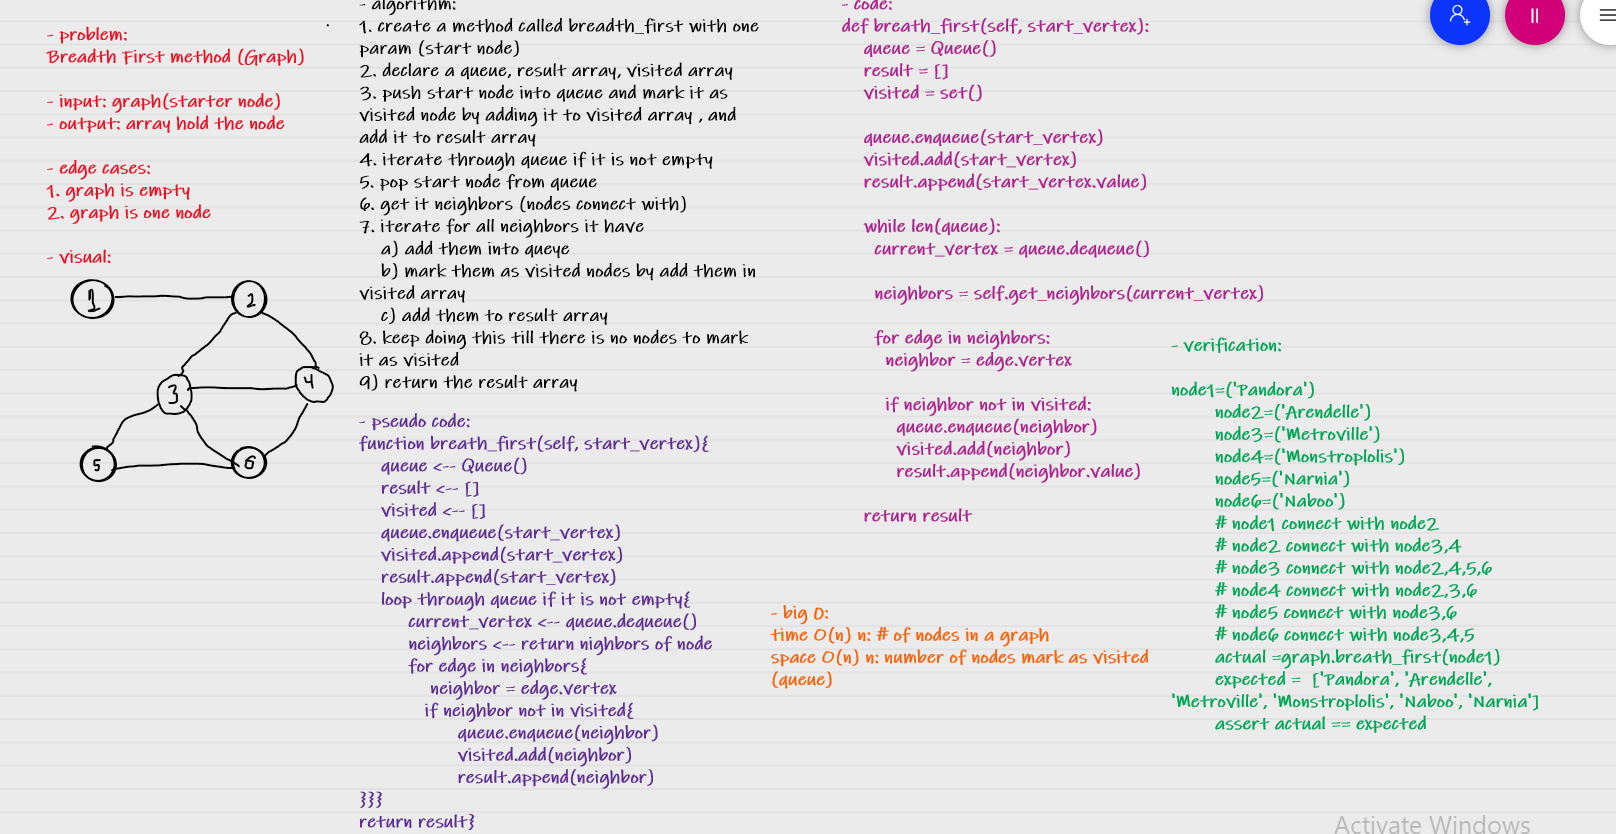 - problem:
Breadth First method (Graph)
- input: graph(starter node)
- output: array hold the node
- edge cases:
1. graph is empty
2. graph is one node
- visual:
1
2
3
4
5
6
- algorithm:
1. create a method called breadth_first with one
param (start node)
2. declare a queue, result array, visited array
3. push start node into queue and mark it as
visited node by adding it to visited array , and
add it to result array
4. iterate through queue if it is not empty
5. pop start node from queue
6. get it neighbors (nodes connect with)
7. iterate for all neighbors it have
a) add them into queye
b) mark them as visited nodes by add them in
visited array
c) add them to result array
8. keep doing this till there is no nodes to mark
it as visited
9) return the result array
- pseudo code:
function breath_first(self, start_vertex){
queue <-- Queue()
result <-- []
visited <-- []
queue.enqueue(start_vertex)
visited.append(start_vertex)
result.append(start_vertex)
loop through queue if it is not empty{
current_vertex <-- queue.dequeue()
neighbors <-- return nighbors of node
for edge in neighbors{
neighbor = edge.vertex
if neighbor not in visited{
queue.enqueue(neighbor)
visited.add(neighbor)
result.append(neighbor)
}}}
return result}
- code:
def breath_first(self, start_vertex):
queue = Queue()
result = []
visited = set()
queue.enqueue(start_vertex)
visited.add(start_vertex)
result.append(start_vertex.value)
while len(queue):
current_vertex = queue.dequeue()
neighbors = self.get_neighbors(current_vertex)
for edge in neighbors:
neighbor = edge.vertex
if neighbor not in visited:
queue.enqueue(neighbor)
visited.add(neighbor)
result.append(neighbor.value)
return result
- big O:
time O(n) n: # of nodes in a graph
space O(n) n: number of nodes mark as visited
(queue)
- verification:
node1=('Pandora')
node2=('Arendelle')
node3=('Metroville')
node4=('Monstroplolis')
node5=('Narnia')
node6=('Naboo')
# node1 connect with node2
# node2 connect with node3,4
# node3 connect with node2,4,5,6
# node4 connect with node2,3,6
# node5 connect with node3,6
# node6 connect with node3,4,5
actual =graph.breath_first(node1)
expected = ['Pandora', 'Arendelle',
'Metroville', 'Monstroplolis', 'Naboo', 'Narnia']
assert actual == expected
Activate Windows